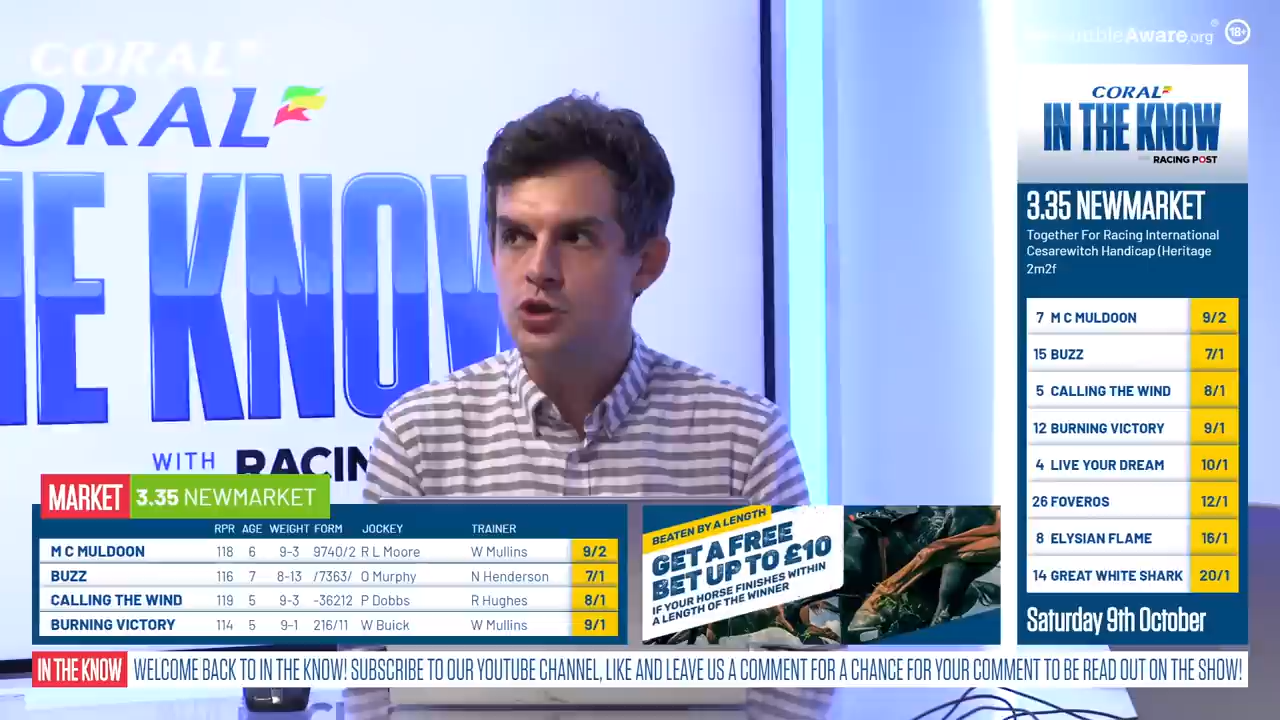 CORAL
ORAL
E KNOW
WITH RACIN
AWARE.org 18+
CORAL
IN THE KNOW
RACING POST
3.35 NEWMARKET
Together For Racing International
Cesarewitch Handicap (Heritage
2m2f
7 M C MULDOON 9/2
15 BUZZ 7/1
5 CALLING THE WIND 8/1
12 BURNING VICTORY 9/1
4 LIVE YOUR DREAM 10/1
26 FOVEROS 12/1
8 ELYSIAN FLAME 16/1
14 GREAT WHITE SHARK 20/1
Saturday 9th October
MARKET 3.35 NEWMARKET
RPR AGE WEIGHT FORM JOCKEY TRAINER
M C MULDOON 118 6 9-3 9740/2 R L Moore W Mullins 9/2
BUZZ 116 7 8-13 /7363/ O Murphy N Henderson 7/1
CALLING THE WIND 119 5 9-3 -36212 P Dobbs R Hughes 8/1
BURNING VICTORY 114 5 9-1 216/11 W Buick W Mullins 9/1
BEATEN BY A LENGTH
GET A FREE
BET UP TO £10
IF YOUR HORSE FINISHES WITHIN
A LENGTH OF THE WINNER
IN THE KNOW WELCOME BACK TO IN THE KNOW! SUBSCRIBE TO OUR YOUTUBE CHANNEL, LIKE AND LEAVE US A COMMENT FOR A CHANCE FOR YOUR COMMENT TO BE READ OUT ON THE SHOW!